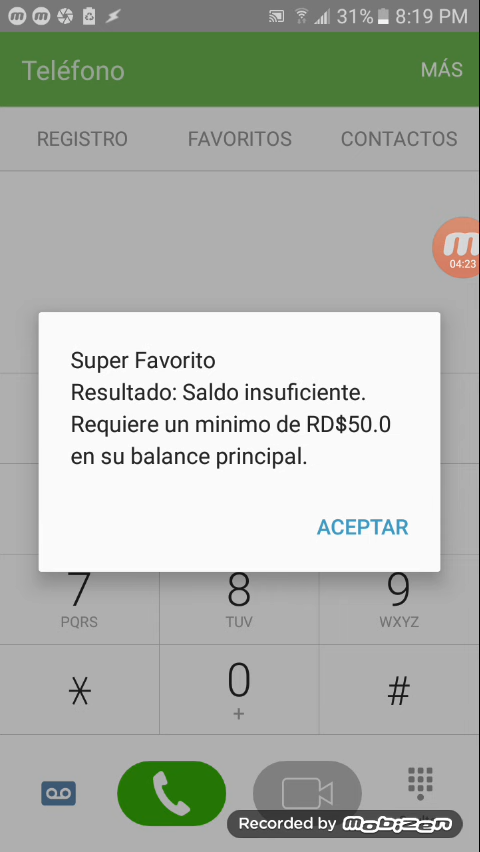 31% 8:19 PM
Teléfono
MÁS
REGISTRO FAVORITOS CONTACTOS
04:23
Super Favorito
Resultado: Saldo insuficiente.
Requiere un minimo de RD$50.0
en su balance principal.
ACEPTAR
7 8 9
PQRS TUV WXYZ
* 0 #
+
Recorded by mobizen